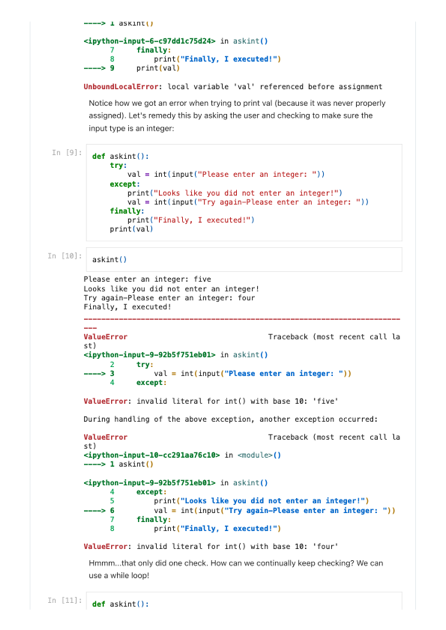 ----> 1 askint()
<ipython-input-6-c97dd1c75d24> in askint()
7 finally:
8 print("Finally, I executed!")
----> 9 print(val)
UnboundLocalError: local variable 'val' referenced before assignment
Notice how we got an error when trying to print val (because it was never properly
assigned). Let's remedy this by asking the user and checking to make sure the
input type is an integer:
In [9]:
def askint():
try:
val = int(input("Please enter an integer: "))
except:
print("Looks like you did not enter an integer!")
val = int(input("Try again-Please enter an integer: "))
finally:
print("Finally, I executed!")
print(val)
In [10]:
askint()
Please enter an integer: five
Looks like you did not enter an integer!
Try again-Please enter an integer: four
Finally, I executed!
---------------------------------------------------------------------------
---
ValueError Traceback (most recent call la
st)
<ipython-input-9-92b5f751eb01> in askint()
2 try:
----> 3 val = int(input("Please enter an integer: "))
4 except:
ValueError: invalid literal for int() with base 10: 'five'
During handling of the above exception, another exception occurred:
ValueError Traceback (most recent call la
st)
<ipython-input-10-cc291aa76c10> in <module>()
----> 1 askint()
<ipython-input-9-92b5f751eb01> in askint()
4 except:
5 print("Looks like you did not enter an integer!")
----> 6 val = int(input("Try again-Please enter an integer: "))
7 finally:
8 print("Finally, I executed!")
ValueError: invalid literal for int() with base 10: 'four'
Hmmm...that only did one check. How can we continually keep checking? We can
use a while loop!
In [11]:
def askint():